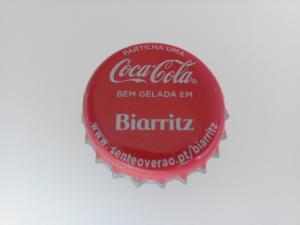 PARTILHA UMA
Coca-Cola®
BEM GELADA EM
Biarritz
www.senteoverao.pt/biarritz